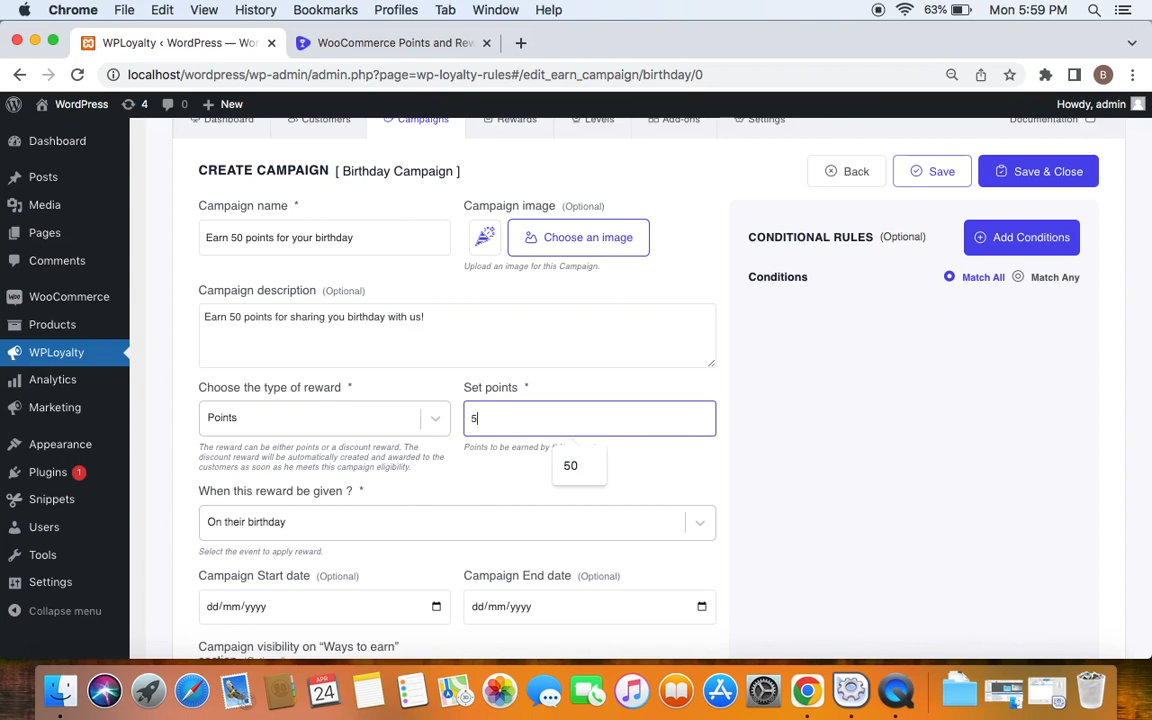 Chrome File Edit View History Bookmarks Profiles Tab Window Help 63% Mon 5:59 PM
WPLoyalty ‹ WordPress — Wor WooCommerce Points and Rew
localhost/wordpress/wp-admin/admin.php?page=wp-loyalty-rules#/edit_earn_campaign/birthday/0 B
WordPress 4 0 New Howdy, admin
Dashboard Customers Campaigns Rewards Levels Add-ons Settings Documentation
Dashboard
Posts
Media
Pages
Comments
WooCommerce
Products
WPLoyalty
Analytics
Marketing
Appearance
Plugins 1
Snippets
Users
Tools
Settings
Collapse menu
CREATE CAMPAIGN [ Birthday Campaign ] Back Save Save & Close
Campaign name * Campaign image (Optional)
Earn 50 points for your birthday Choose an image
Upload an image for this Campaign.
Campaign description (Optional)
Earn 50 points for sharing you birthday with us!
Choose the type of reward * Set points *
Points 5
The reward can be either points or a discount reward. The
discount reward will be automatically created and awarded to the
customers as soon as he meets this campaign eligibility.
Points to be earned by
50
When this reward be given ? *
On their birthday
Select the event to apply reward.
Campaign Start date (Optional) Campaign End date (Optional)
dd/mm/yyyy dd/mm/yyyy
Campaign visibility on “Ways to earn”
CONDITIONAL RULES (Optional) Add Conditions
Conditions Match All Match Any
APR
24